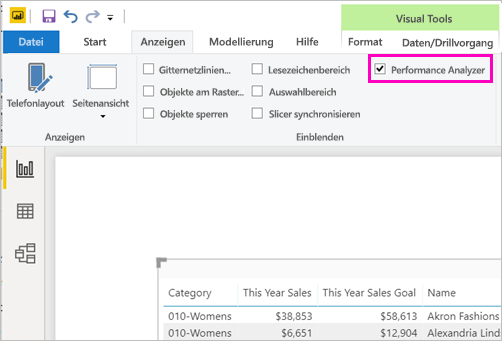 Visual Tools
Datei Start Anzeigen Modellierung Hilfe Format Daten/Drillvorgang
Gitternetzlinien... Lesezeichenbereich Performance Analyzer
Objekte am Raster... Auswahlbereich
Telefonlayout Seitenansicht Objekte sperren Slicer synchronisieren
Anzeigen Einblenden
Category This Year Sales This Year Sales Goal Name
010-Womens $38,853 $58,613 Akron Fashions
010-Womens $6,651 $12,904 Alexandria Lind